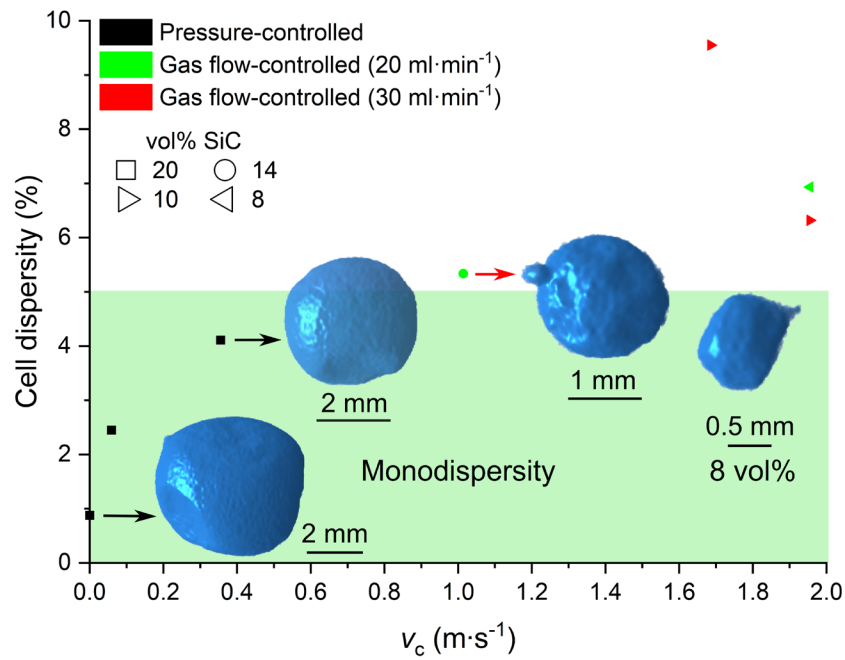 10
8
6
4
2
0
Cell dispersity (%)
Pressure-controlled
Gas flow-controlled (20 ml·min⁻¹)
Gas flow-controlled (30 ml·min⁻¹)
vol% SiC
20 14
10 8
2 mm
1 mm
0.5 mm
8 vol%
Monodispersity
2 mm
0.0 0.2 0.4 0.6 0.8 1.0 1.2 1.4 1.6 1.8 2.0
v_c (m·s⁻¹)